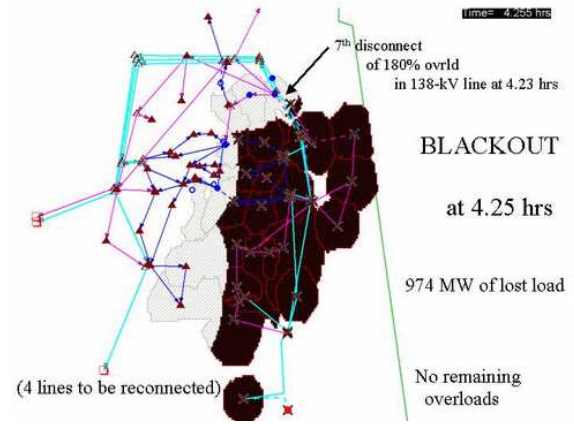 Time= 4.255 hrs
7th disconnect
of 180% ovrld
in 138-kV line at 4.23 hrs
BLACKOUT
at 4.25 hrs
974 MW of lost load
(4 lines to be reconnected)
No remaining
overloads